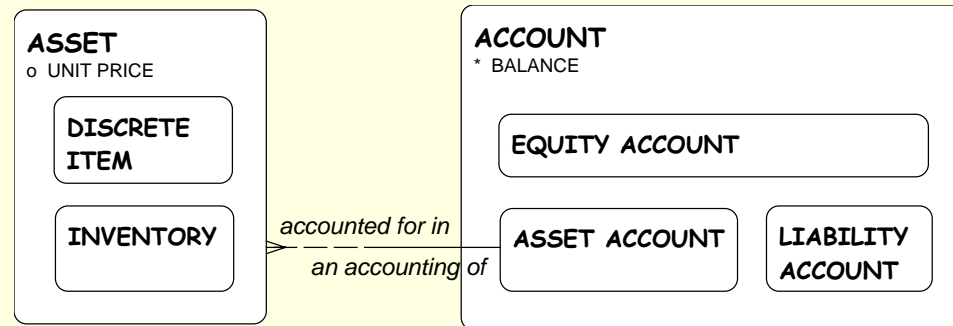 ASSET
o UNIT PRICE
DISCRETE
ITEM
INVENTORY
accounted for in
an accounting of
ACCOUNT
* BALANCE
EQUITY ACCOUNT
ASSET ACCOUNT
LIABILITY
ACCOUNT